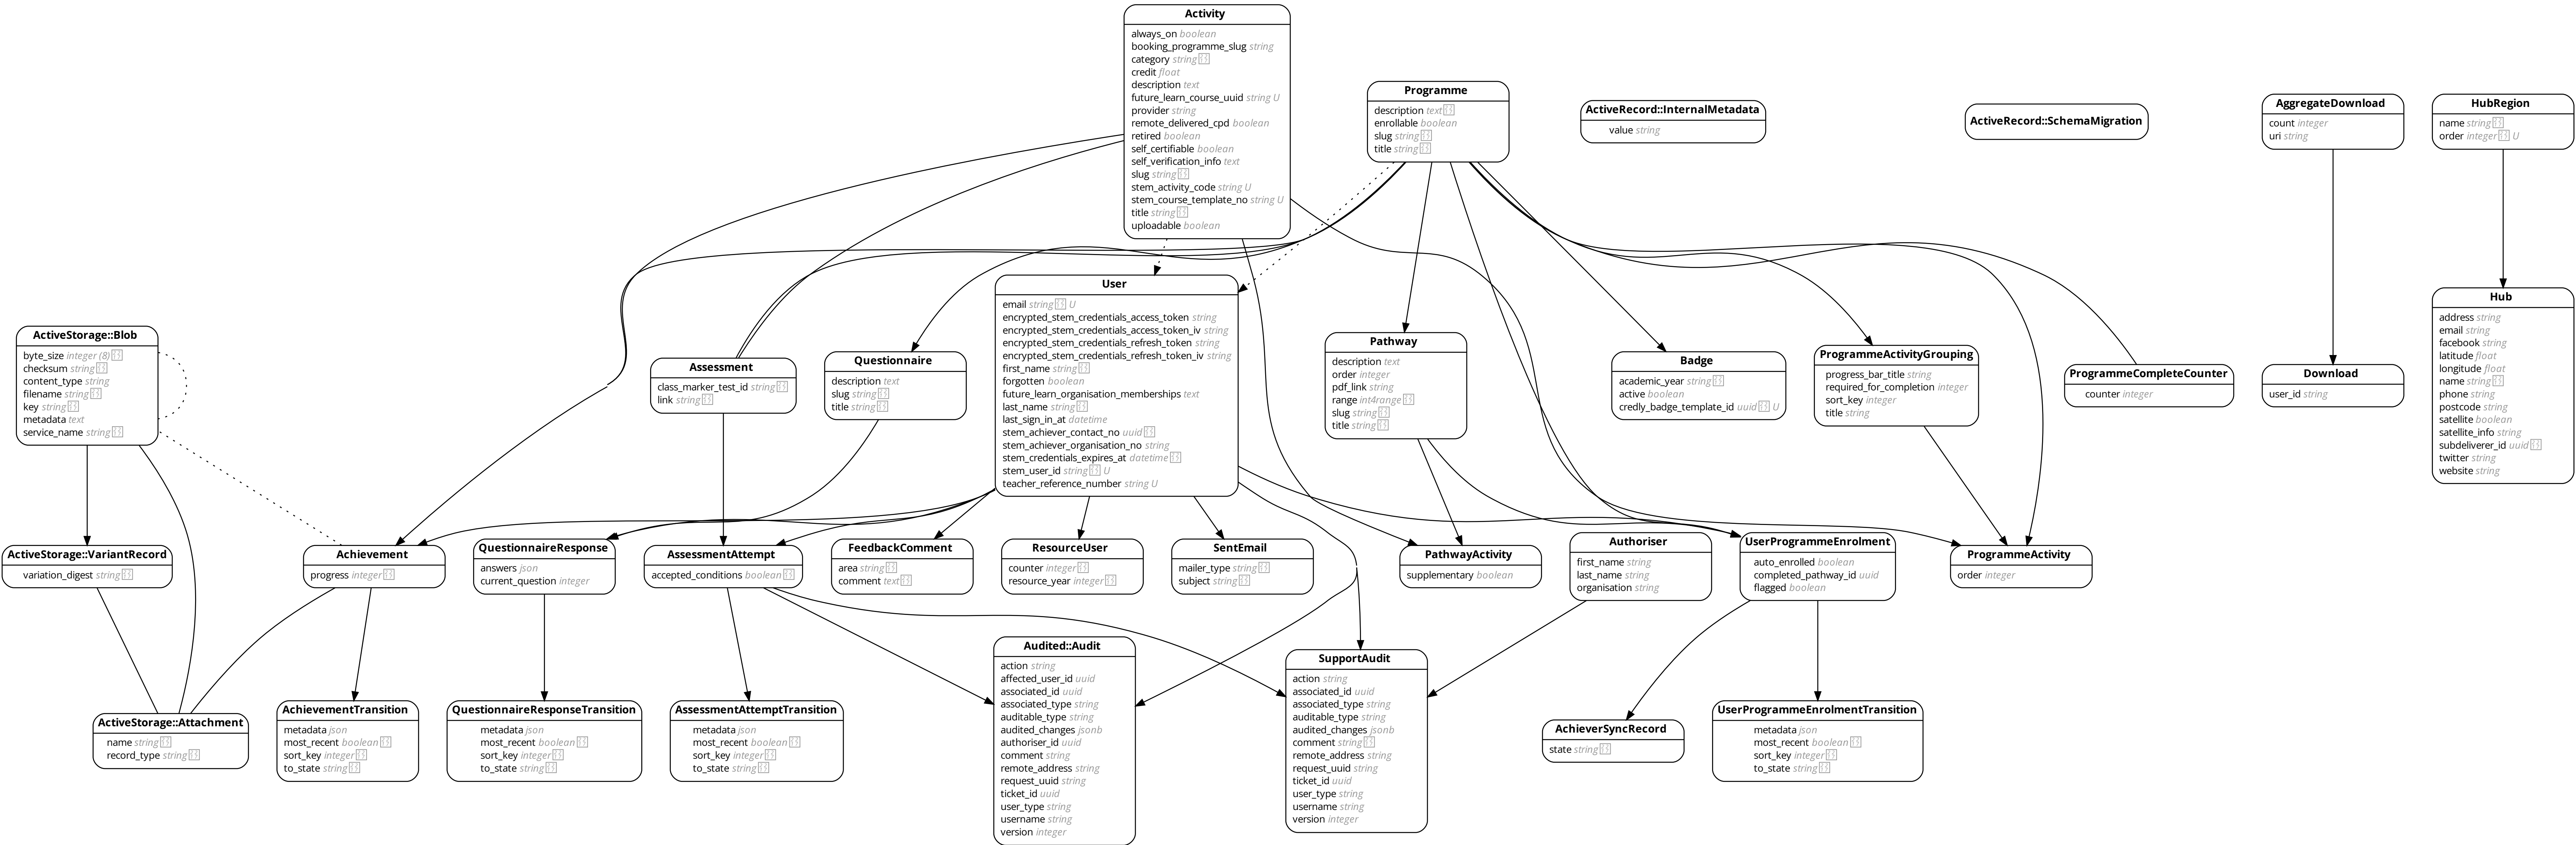 Activity
always_on boolean
booking_programme_slug string
category string
credit float
description text
future_learn_course_uuid string U
provider string
remote_delivered_cpd boolean
retired boolean
self_certifiable boolean
self_verification_info text
slug string
stem_activity_code string U
stem_course_template_no string U
title string
uploadable boolean
Programme
description text
enrollable boolean
slug string
title string
ActiveRecord::InternalMetadata
value string
ActiveRecord::SchemaMigration
AggregateDownload
count integer
uri string
HubRegion
name string
order integer U
User
email string U
encrypted_stem_credentials_access_token string
encrypted_stem_credentials_access_token_iv string
encrypted_stem_credentials_refresh_token string
encrypted_stem_credentials_refresh_token_iv string
first_name string
forgotten boolean
future_learn_organisation_memberships text
last_name string
last_sign_in_at datetime
stem_achiever_contact_no uuid
stem_achiever_organisation_no string
stem_credentials_expires_at datetime
stem_user_id string U
teacher_reference_number string U
Hub
address string
email string
facebook string
latitude float
longitude float
name string
phone string
postcode string
satellite boolean
satellite_info string
subdeliverer_id uuid
twitter string
website string
ActiveStorage::Blob
byte_size integer (8)
checksum string
content_type string
filename string
key string
metadata text
service_name string
Assessment
class_marker_test_id string
link string
Questionnaire
description text
slug string
title string
Pathway
description text
order integer
pdf_link string
range int4range
slug string
title string
Badge
academic_year string
active boolean
credly_badge_template_id uuid U
ProgrammeActivityGrouping
progress_bar_title string
required_for_completion integer
sort_key integer
title string
ProgrammeCompleteCounter
counter integer
Download
user_id string
ActiveStorage::VariantRecord
variation_digest string
Achievement
progress integer
QuestionnaireResponse
answers json
current_question integer
AssessmentAttempt
accepted_conditions boolean
FeedbackComment
area string
comment text
ResourceUser
counter integer
resource_year integer
SentEmail
mailer_type string
subject string
PathwayActivity
supplementary boolean
Authoriser
first_name string
last_name string
organisation string
UserProgrammeEnrolment
auto_enrolled boolean
completed_pathway_id uuid
flagged boolean
ProgrammeActivity
order integer
ActiveStorage::Attachment
name string
record_type string
AchievementTransition
metadata json
most_recent boolean
sort_key integer
to_state string
QuestionnaireResponseTransition
metadata json
most_recent boolean
sort_key integer
to_state string
AssessmentAttemptTransition
metadata json
most_recent boolean
sort_key integer
to_state string
Audited::Audit
action string
affected_user_id uuid
associated_id uuid
associated_type string
auditable_type string
audited_changes jsonb
authoriser_id uuid
comment string
remote_address string
request_uuid string
ticket_id uuid
user_type string
username string
version integer
SupportAudit
action string
associated_id uuid
associated_type string
auditable_type string
audited_changes jsonb
comment string
remote_address string
request_uuid string
ticket_id uuid
user_type string
username string
version integer
AchieverSyncRecord
state string
UserProgrammeEnrolmentTransition
metadata json
most_recent boolean
sort_key integer
to_state string